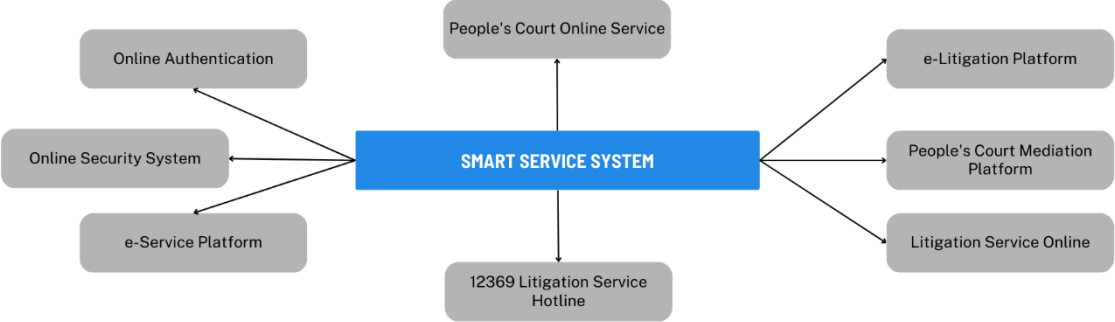 People's Court Online Service
Online Authentication
e-Litigation Platform
Online Security System
SMART SERVICE SYSTEM
People's Court Mediation
Platform
e-Service Platform
Litigation Service Online
12369 Litigation Service
Hotline